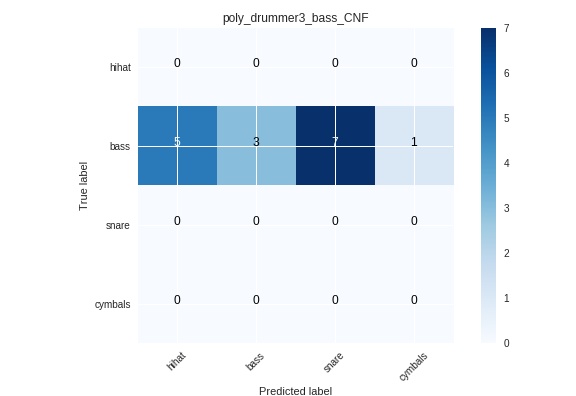 poly_drummer3_bass_CNF
hihat 0 0 0 0
bass 5 3 7 1
snare 0 0 0 0
cymbals 0 0 0 0
hihat bass snare cymbals
True label
Predicted label
7
6
5
4
3
2
1
0